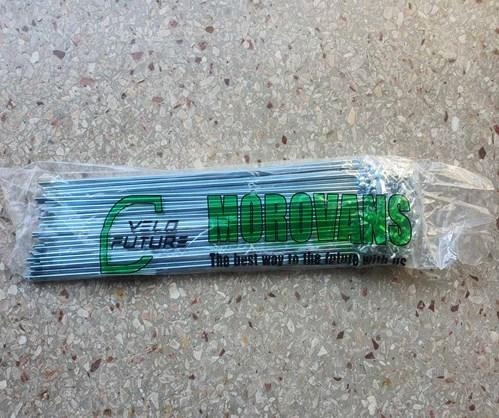 VELO
FUTURE
MOROVANS
The best way to the future with us